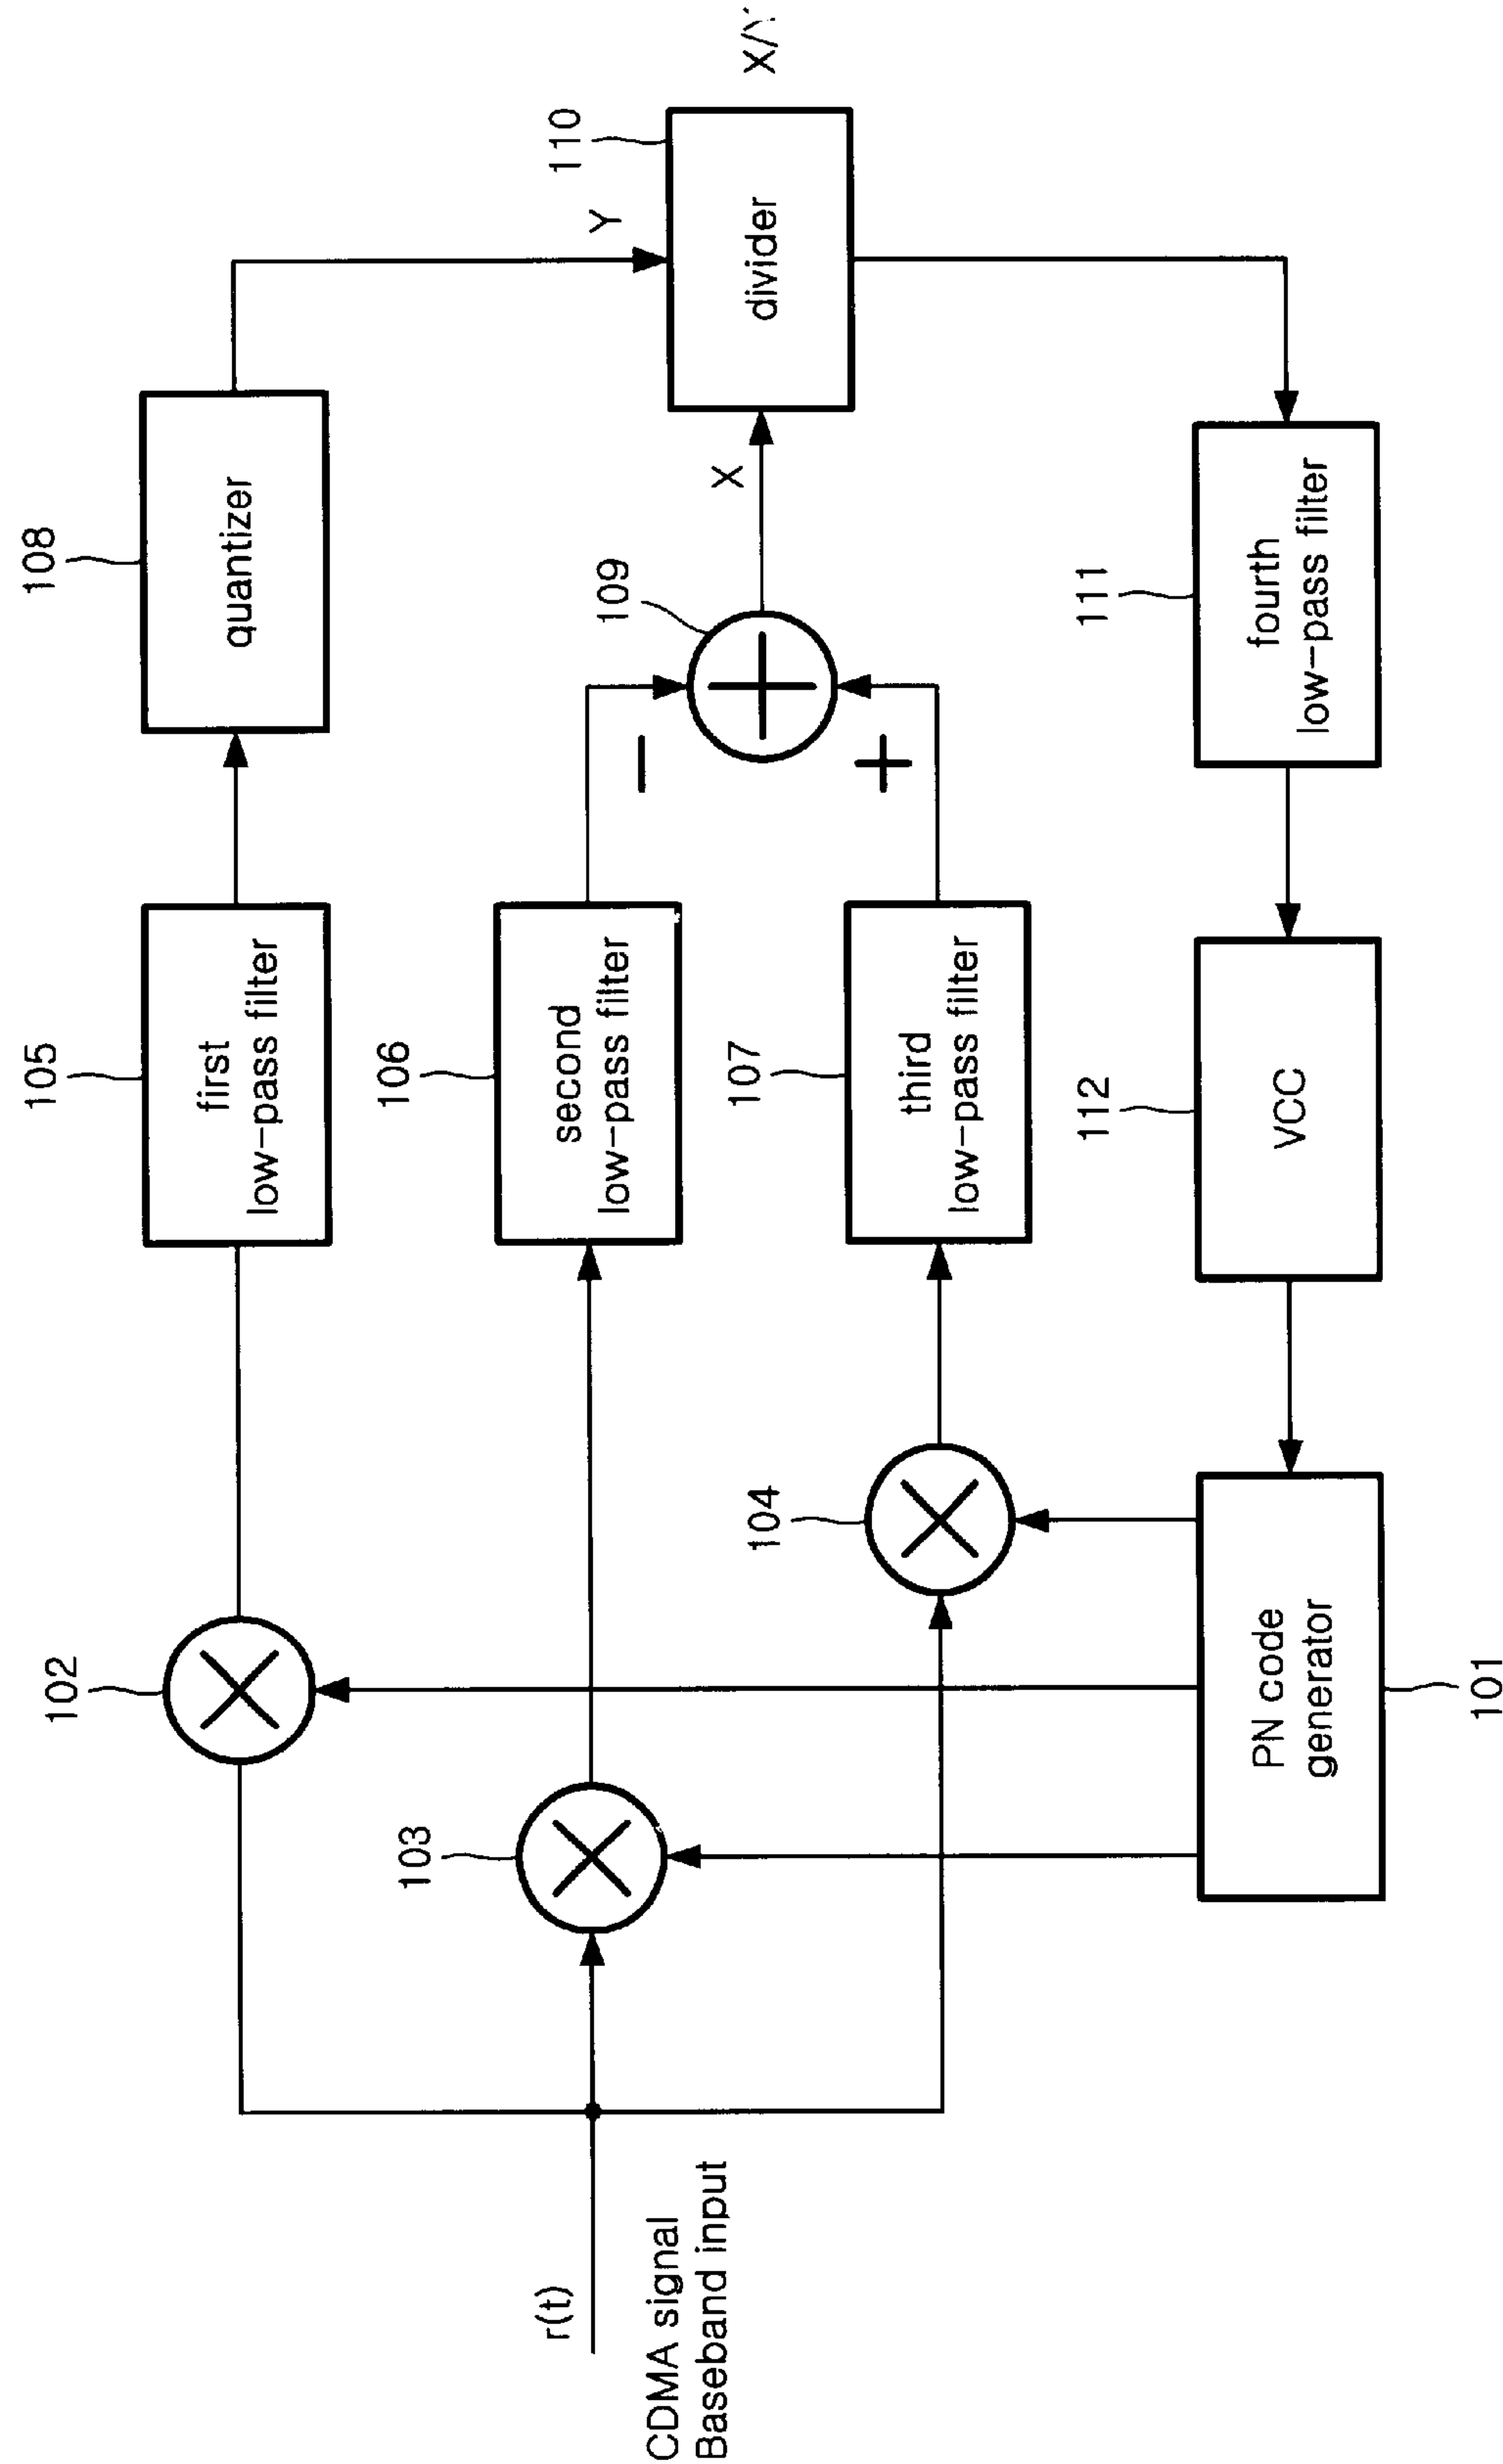 108
quantizer
105
first
low-pass filter
102
110
Y
divider
109
X
106
second
low-pass filter
103
r(t)
CDMA signal
Baseband input
107
third
low-pass filter
104
111
fourth
low-pass filter
112
VCC
PN code
generator
101